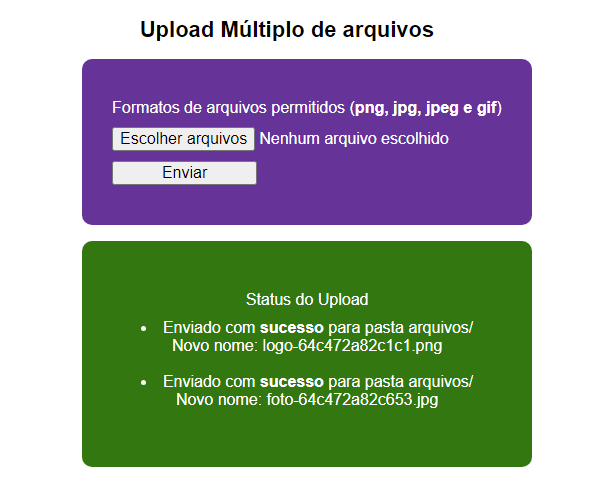 Upload Múltiplo de arquivos
Formatos de arquivos permitidos (png, jpg, jpeg e gif)
Escolher arquivos Nenhum arquivo escolhido
Enviar
Status do Upload
Enviado com sucesso para pasta arquivos/
Novo nome: logo-64c472a82c1c1.png
Enviado com sucesso para pasta arquivos/
Novo nome: foto-64c472a82c653.jpg